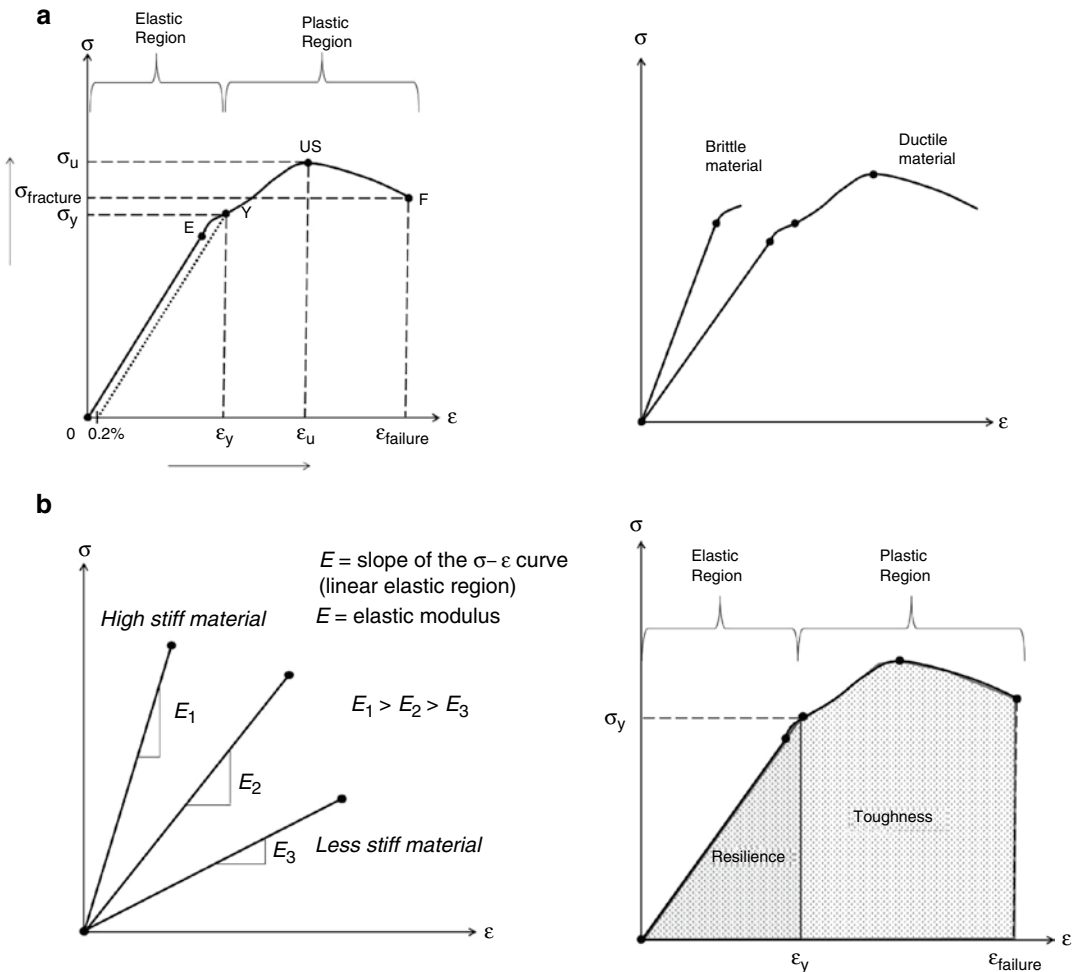 a
Elastic
Region
Plastic
Region
σ
US
σu
σfracture
F
σy
Y
E
0
0.2%
εy
εu
εfailure
ε
σ
Brittle
material
Ductile
material
ε
b
σ
E = slope of the σ– ε curve
(linear elastic region)
E = elastic modulus
High stiff material
E1
E1 > E2 > E3
E2
E3
Less stiff material
ε
σ
Elastic
Region
Plastic
Region
σy
Toughness
Resilience
εy
εfailure
ε